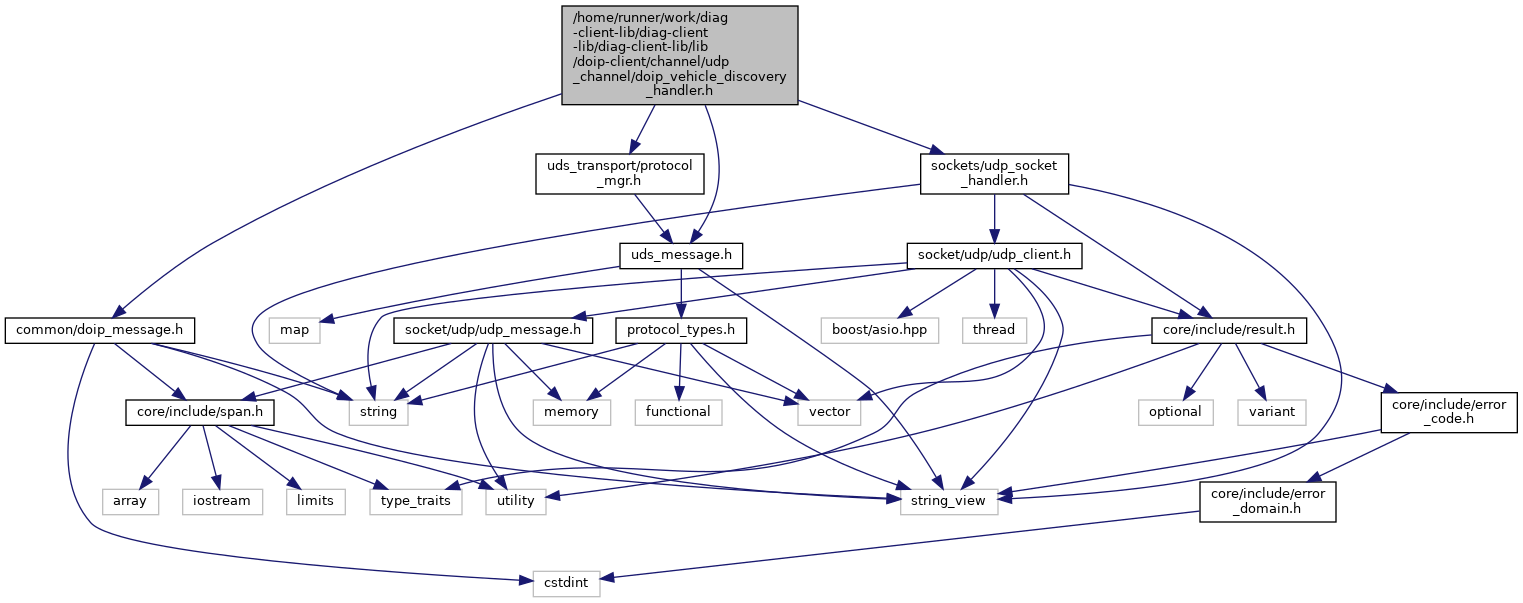 /home/runner/work/diag
-client-lib/diag-client
-lib/diag-client-lib/lib
/doip-client/channel/udp
_channel/doip_vehicle_discovery
_handler.h
uds_transport/protocol
_mgr.h
sockets/udp_socket
_handler.h
uds_message.h
socket/udp/udp_client.h
common/doip_message.h
map
socket/udp/udp_message.h
protocol_types.h
boost/asio.hpp
thread
core/include/result.h
core/include/span.h
string
memory
functional
vector
optional
variant
core/include/error
_code.h
array
iostream
limits
type_traits
utility
string_view
core/include/error
_domain.h
cstdint